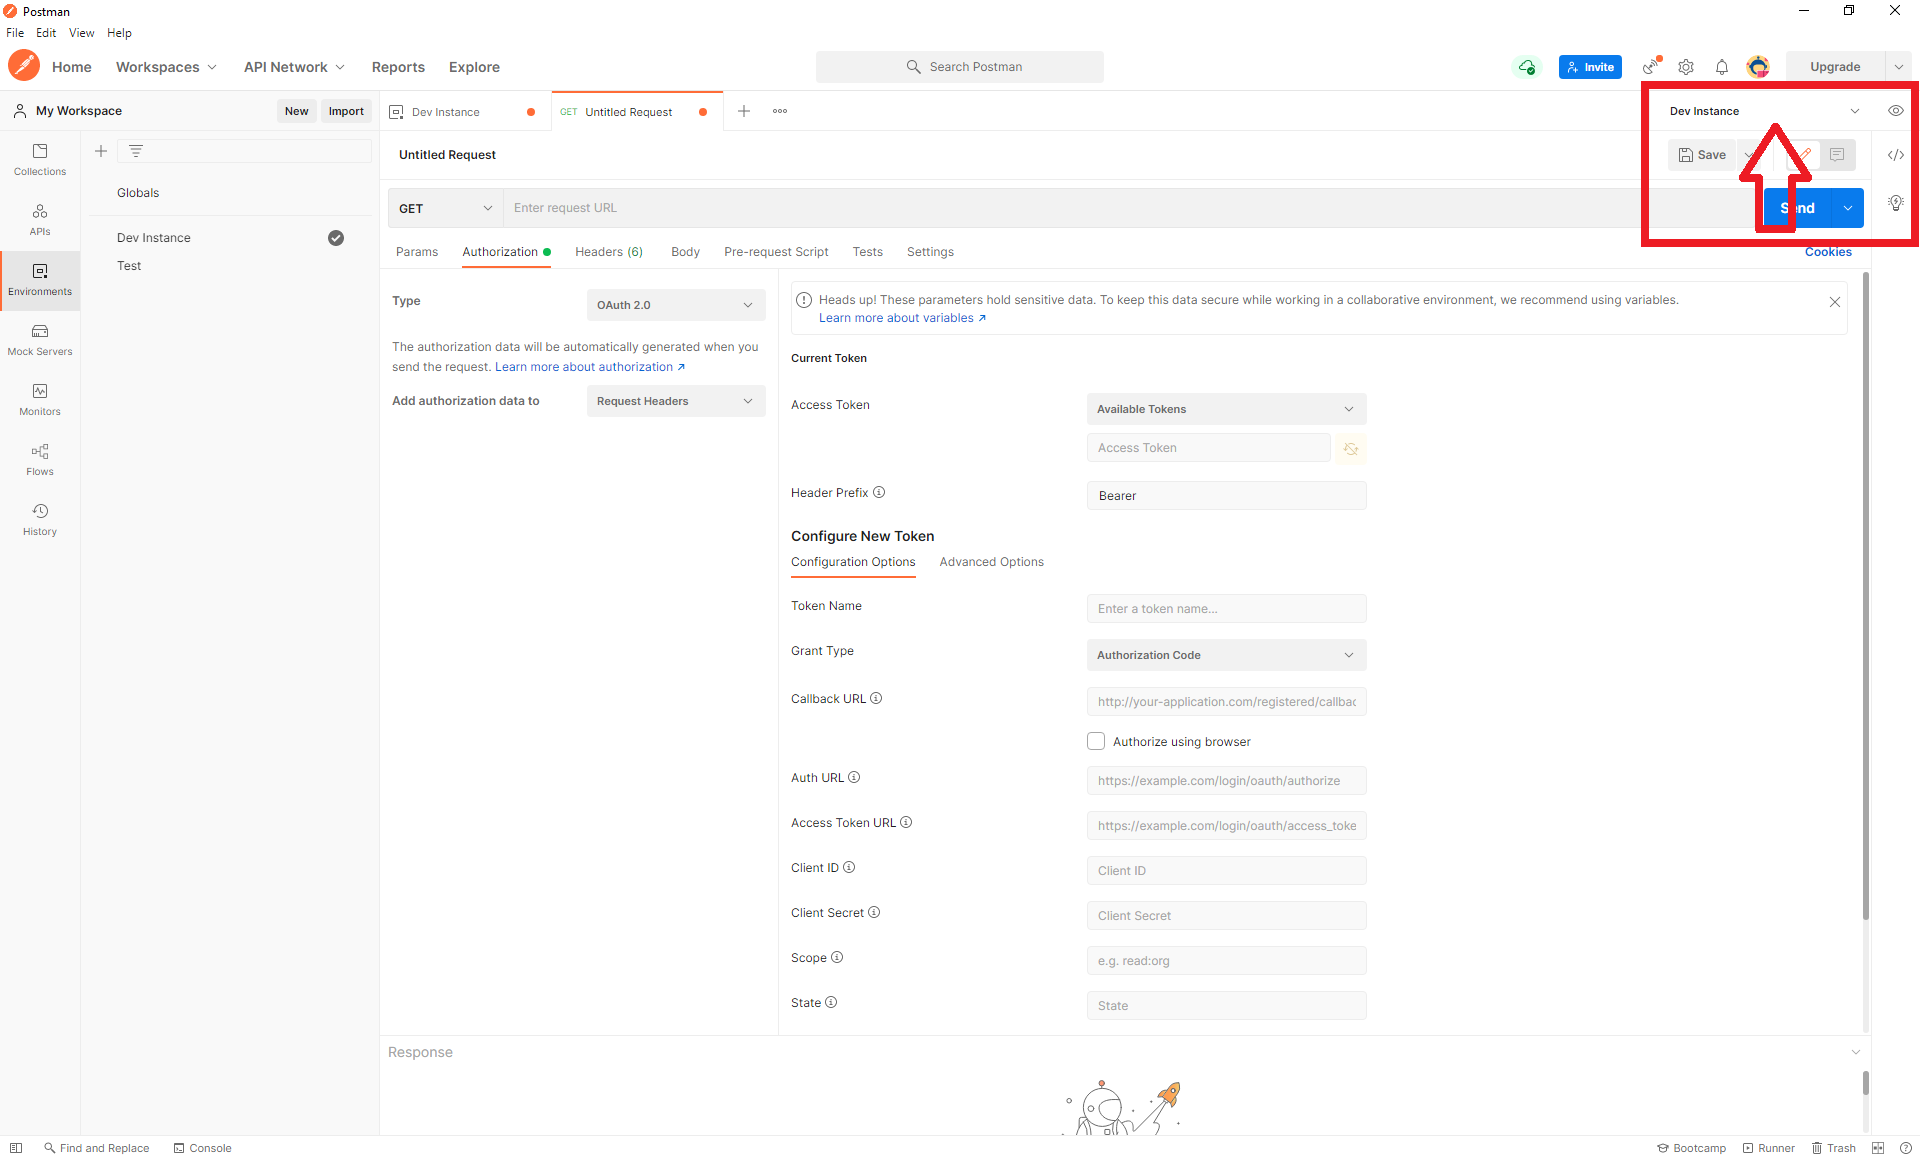 Postman
File Edit View Help
Home Workspaces API Network Reports Explore Search Postman Invite Upgrade
My Workspace New Import Dev Instance GET Untitled Request Dev Instance
Collections
APIs
Environments
Mock Servers
Monitors
Flows
History
Globals
Dev Instance
Test
Untitled Request Save
GET Enter request URL Send
Params Authorization Headers (6) Body Pre-request Script Tests Settings Cookies
Type OAuth 2.0
The authorization data will be automatically generated when you
send the request. Learn more about authorization ↗
Add authorization data to Request Headers
Heads up! These parameters hold sensitive data. To keep this data secure while working in a collaborative environment, we recommend using variables.
Learn more about variables ↗
Current Token
Access Token Available Tokens
Access Token
Header Prefix Bearer
Configure New Token
Configuration Options Advanced Options
Token Name Enter a token name...
Grant Type Authorization Code
Callback URL http://your-application.com/registered/callbac
Authorize using browser
Auth URL https://example.com/login/oauth/authorize
Access Token URL https://example.com/login/oauth/access_toke
Client ID Client ID
Client Secret Client Secret
Scope e.g. read:org
State State
Response
Find and Replace Console Bootcamp Runner Trash